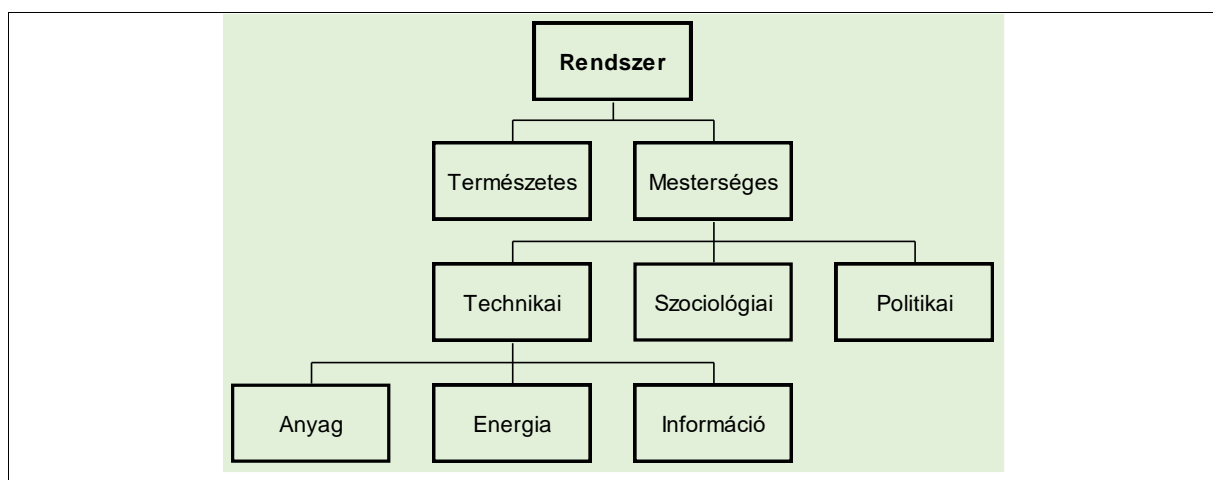 Rendszer
Természetes
Mesterséges
Technikai
Szociológiai
Politikai
Anyag
Energia
Információ